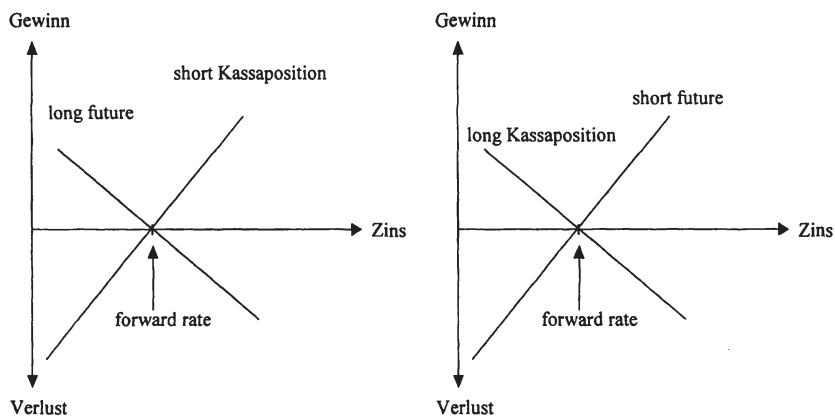 Gewinn
short Kassaposition
long future
Zins
forward rate
Verlust
Gewinn
short future
long Kassaposition
Zins
forward rate
Verlust